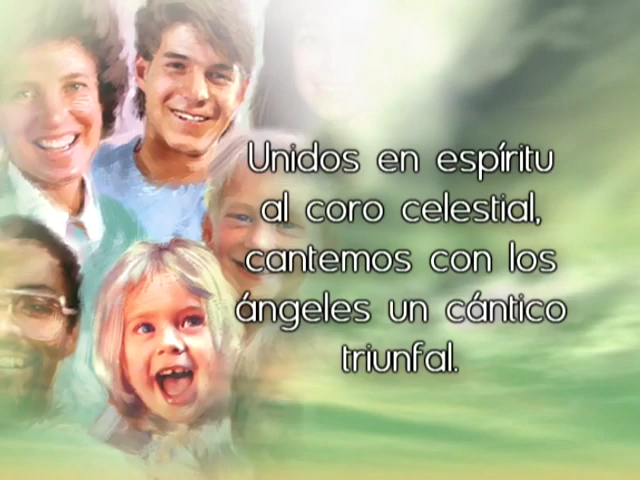 Unidos en espíritu
al coro celestial,
cantemos con los
ángeles un cántico
triunfal.